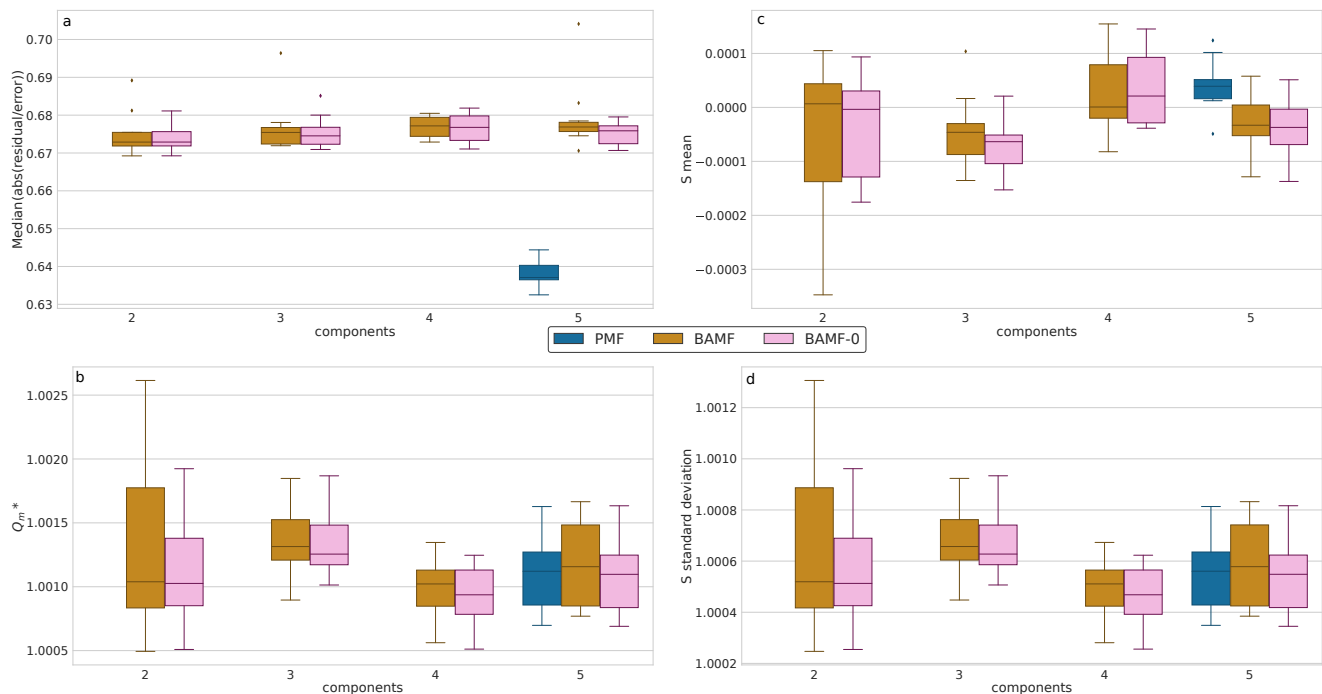 a
Median(abs(residual/error))
0.70
0.69
0.68
0.67
0.66
0.65
0.64
0.63
2 3 4 5
components
c
S mean
0.0001
0.0000
−0.0001
−0.0002
−0.0003
2 3 4 5
components
PMF BAMF BAMF-0
b
Qm*
1.0025
1.0020
1.0015
1.0010
1.0005
2 3 4 5
components
d
S standard deviation
1.0012
1.0010
1.0008
1.0006
1.0004
1.0002
2 3 4 5
components